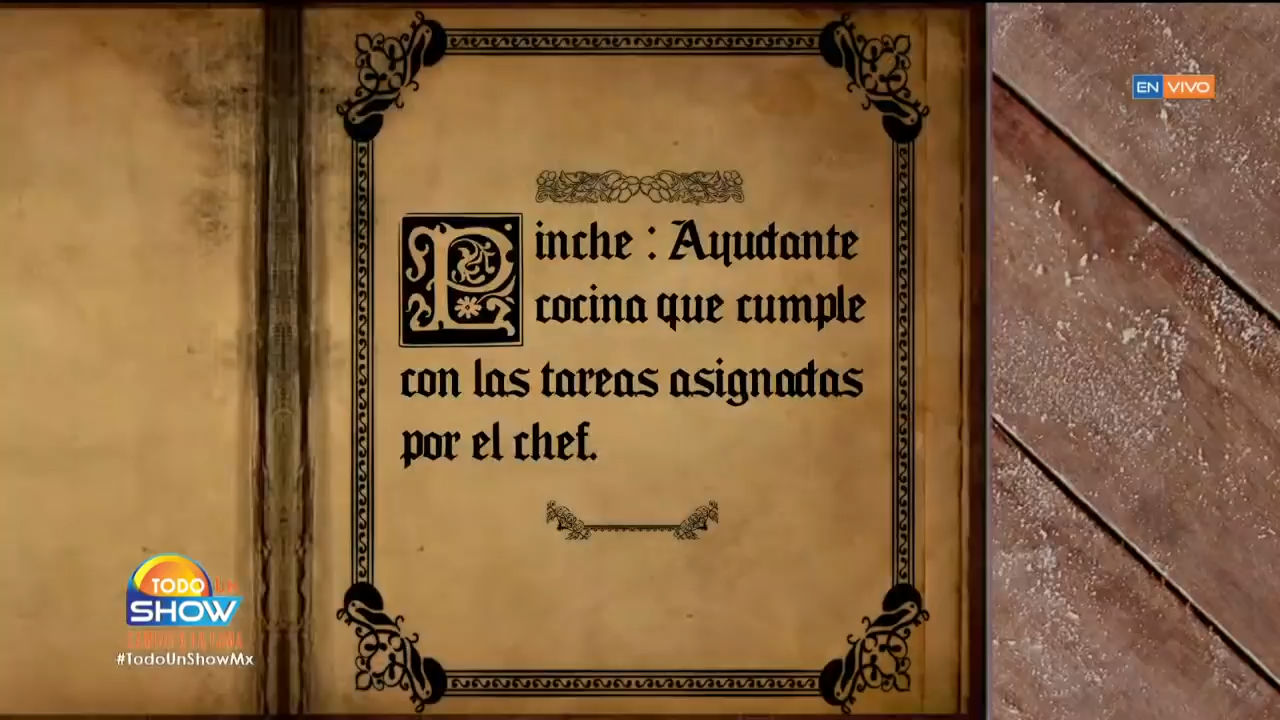 EN VIVO
Pinche : Ayudante
cocina que cumple
con las tareas asignadas
por el chef.
TODO Un
SHOW
#TodoUnShowMx